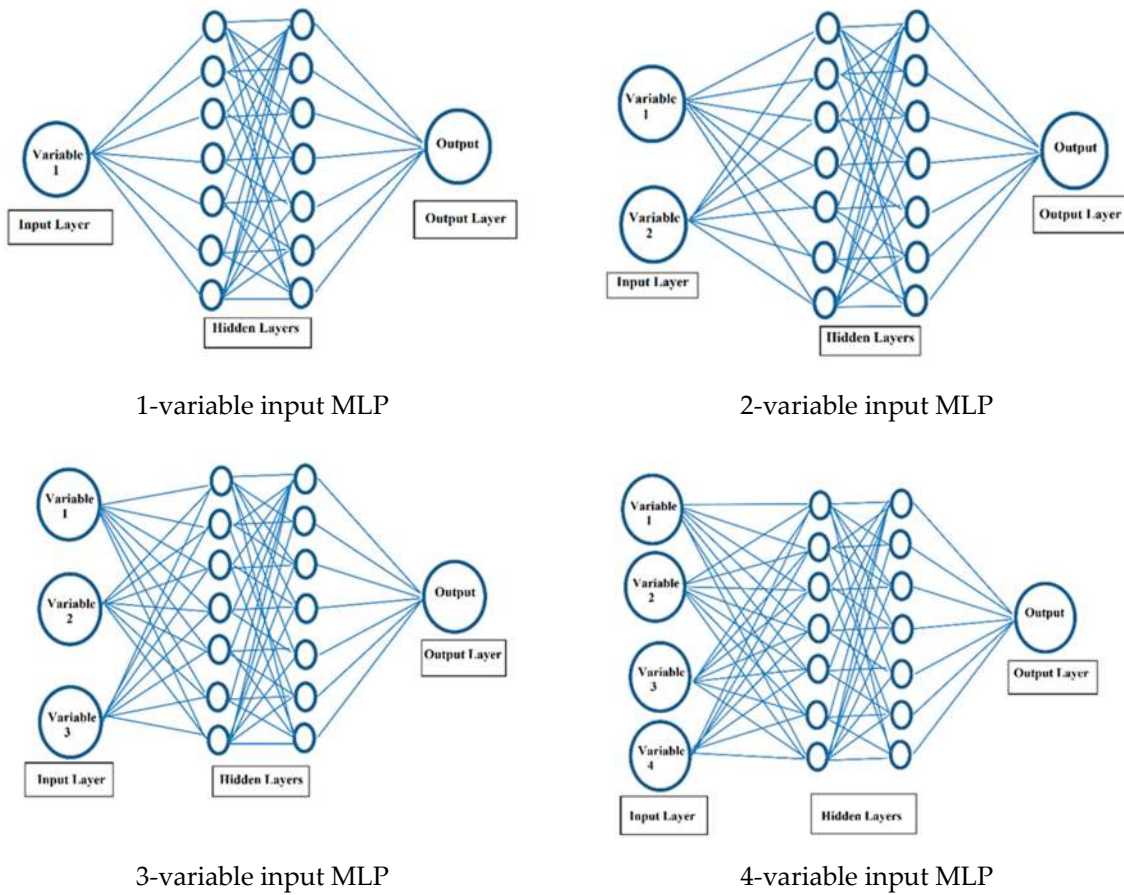 Variable
1
Input Layer
Hidden Layers
Output
Output Layer
1-variable input MLP
Variable
1
Variable
2
Input Layer
Hidden Layers
Output
Output Layer
2-variable input MLP
Variable
1
Variable
2
Variable
3
Input Layer
Hidden Layers
Output
Output Layer
3-variable input MLP
Variable
1
Variable
2
Variable
3
Variable
4
Input Layer
Hidden Layers
Output
Output Layer
4-variable input MLP